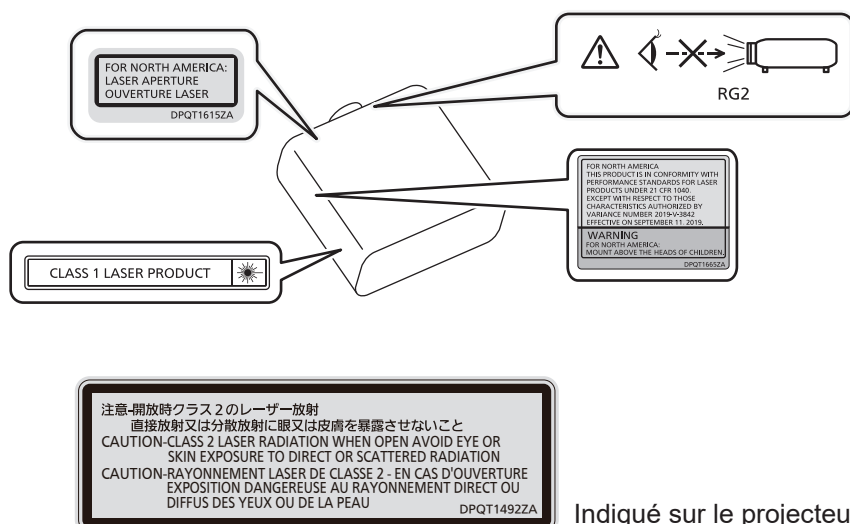 FOR NORTH AMERICA:
LASER APERTURE
OUVERTURE LASER
DPQT1615ZA
RG2
FOR NORTH AMERICA
THIS PRODUCT IS IN CONFORMITY WITH
PERFORMANCE STANDARDS FOR LASER
PRODUCTS UNDER 21 CFR 1040.
EXCEPT WITH RESPECT TO THOSE
CHARACTERISTICS AUTHORIZED BY
VARIANCE NUMBER 2019-V-3842
EFFECTIVE ON SEPTEMBER 11. 2019.
WARNING
FOR NORTH AMERICA:
MOUNT ABOVE THE HEADS OF CHILDREN.
DPQT1665ZA
CLASS 1 LASER PRODUCT
注意-開放時クラス2のレーザー放射
直接放射又は分散放射に眼又は皮膚を暴露させないこと
CAUTION-CLASS 2 LASER RADIATION WHEN OPEN AVOID EYE OR
SKIN EXPOSURE TO DIRECT OR SCATTERED RADIATION
CAUTION-RAYONNEMENT LASER DE CLASSE 2 - EN CAS D'OUVERTURE
EXPOSITION DANGEREUSE AU RAYONNEMENT DIRECT OU
DIFFUS DES YEUX OU DE LA PEAU
DPQT1492ZA
Indiqué sur le projecteu